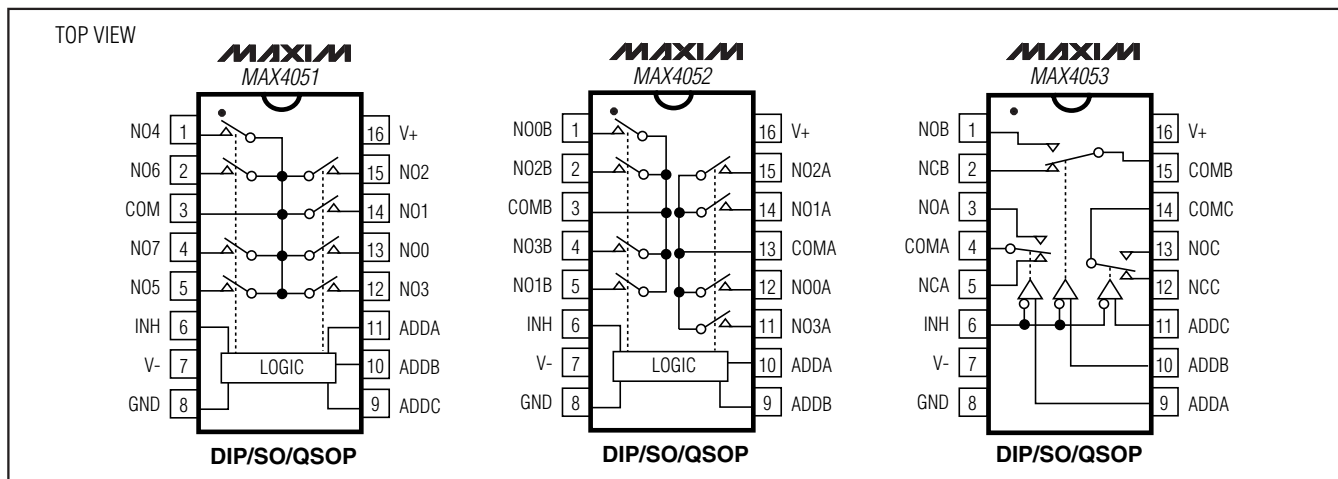 TOP VIEW
MAXIM
MAX4051
NO4 1
NO6 2
COM 3
NO7 4
NO5 5
INH 6
V- 7
GND 8
16 V+
15 NO2
14 NO1
13 NO0
12 NO3
11 ADDA
10 ADDB
9 ADDC
LOGIC
DIP/SO/QSOP
MAXIM
MAX4052
NO0B 1
NO2B 2
COMB 3
NO3B 4
NO1B 5
INH 6
V- 7
GND 8
16 V+
15 NO2A
14 NO1A
13 COMA
12 NO0A
11 NO3A
10 ADDA
9 ADDB
LOGIC
DIP/SO/QSOP
MAXIM
MAX4053
NOB 1
NCB 2
NOA 3
COMA 4
NCA 5
INH 6
V- 7
GND 8
16 V+
15 COMB
14 COMC
13 NOC
12 NCC
11 ADDC
10 ADDB
9 ADDA
DIP/SO/QSOP